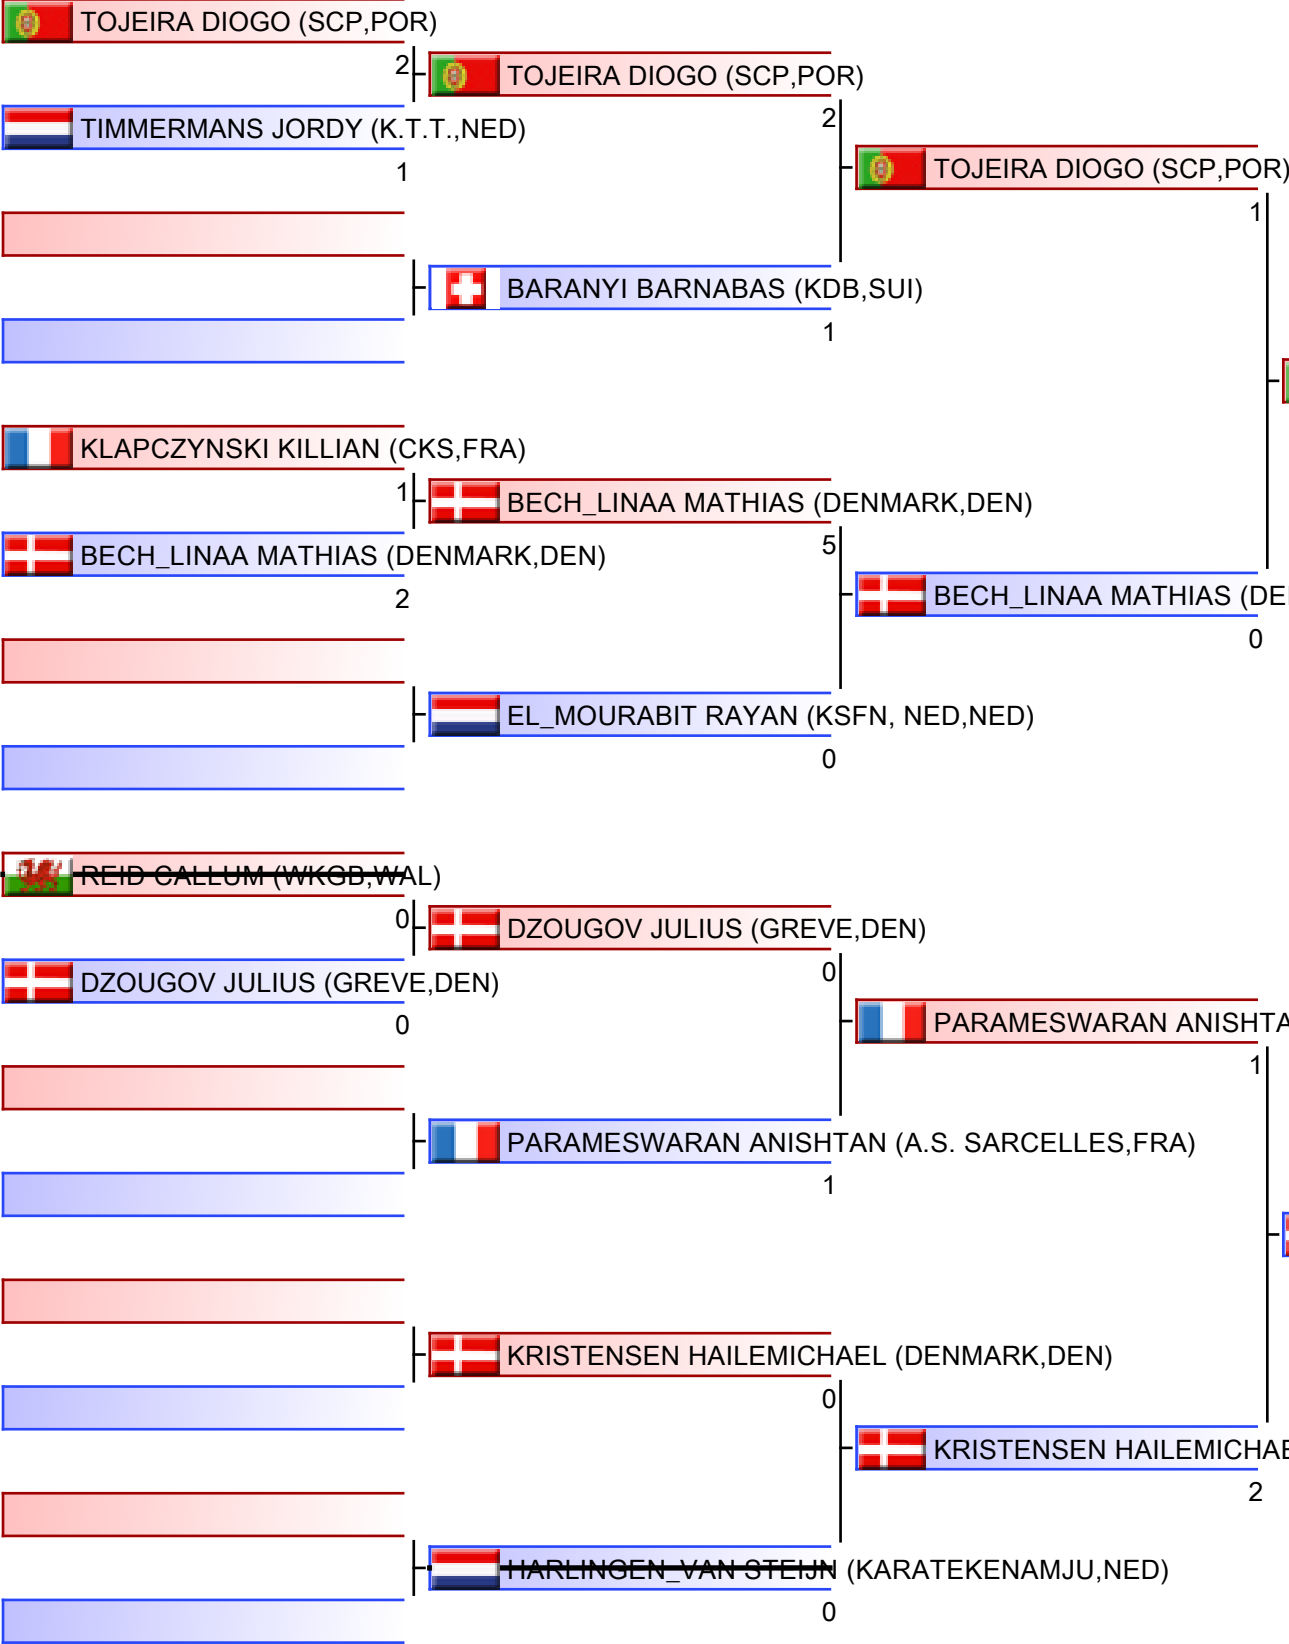 TOJEIRA DIOGO (SCP,POR)
2
TOJEIRA DIOGO (SCP,POR)
TIMMERMANS JORDY (K.T.T.,NED)
2
1
TOJEIRA DIOGO (SCP,POR)
1
BARANYI BARNABAS (KDB,SUI)
1
KLAPCZYNSKI KILLIAN (CKS,FRA)
1
BECH_LINAA MATHIAS (DENMARK,DEN)
BECH_LINAA MATHIAS (DENMARK,DEN)
5
2
BECH_LINAA MATHIAS (DE
0
EL_MOURABIT RAYAN (KSFN, NED,NED)
0
REID CALLUM (WKGB,WAL)
0
DZOUGOV JULIUS (GREVE,DEN)
DZOUGOV JULIUS (GREVE,DEN)
0
0
PARAMESWARAN ANISHTA
1
PARAMESWARAN ANISHTAN (A.S. SARCELLES,FRA)
1
KRISTENSEN HAILEMICHAEL (DENMARK,DEN)
0
KRISTENSEN HAILEMICHAE
2
HARLINGEN_VAN STEIJN (KARATEKENAMJU,NED)
0